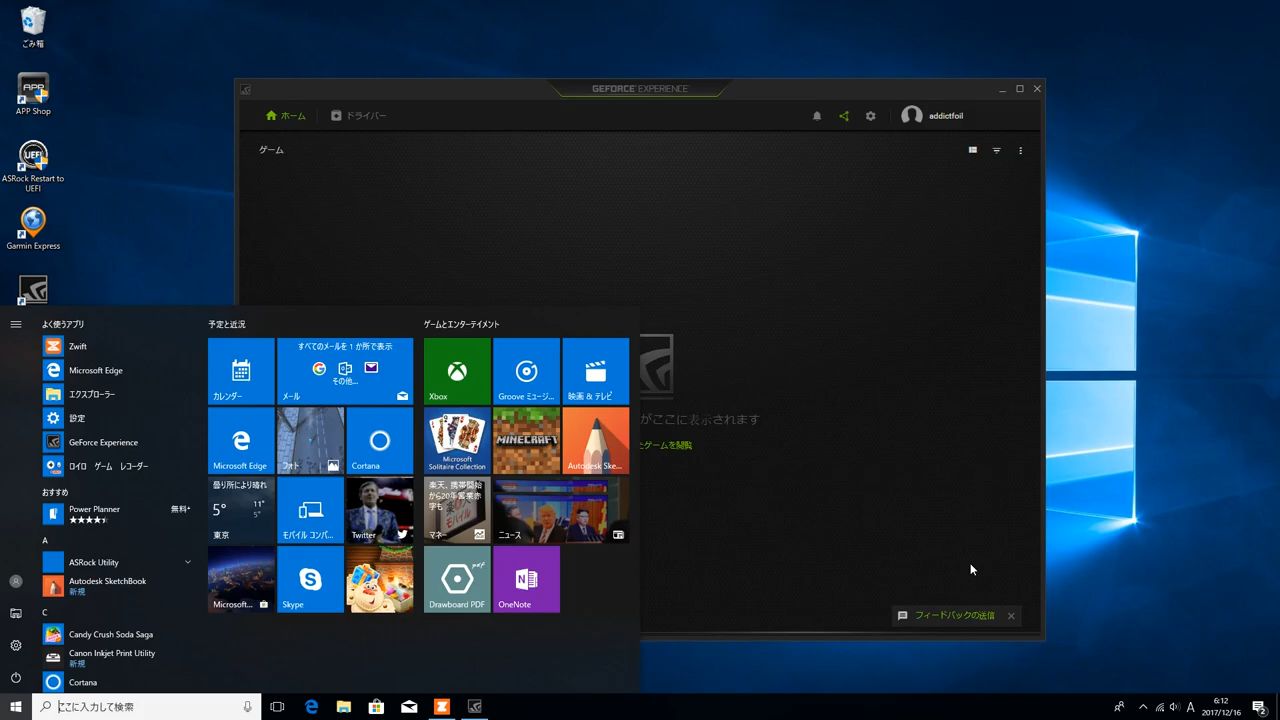 ごみ箱
APP Shop
ASRock Restart to
UEFI
Garmin Express
GEFORCE EXPERIENCE
ホーム
ドライバー
addictfoil
ゲーム
がここに表示されます
たゲームを閲覧
フィードバックの送信
よく使うアプリ
Zwift
Microsoft Edge
エクスプローラー
設定
GeForce Experience
ロイロ ゲーム レコーダー
おすすめ
Power Planner
無料+
★★★★
A
ASRock Utility
Autodesk SketchBook
新規
C
Candy Crush Soda Saga
Canon Inkjet Print Utility
新規
Cortana
予定と近況
カレンダー
すべてのメールを 1 か所で表示
その他...
メール
Microsoft Edge
フォト
Cortana
曇り所により晴れ
5°
11°
5°
東京
モバイル コンパ...
Twitter
Microsoft...
Skype
ゲームとエンターテイメント
Xbox
Groove ミュージ...
映画 & テレビ
Microsoft
Solitaire Collection
MINECRAFT
Autodesk Ske...
楽天、携帯開始
から20年営業赤
字も
マネー
ニュース
Drawboard PDF
OneNote
ここに入力して検索
A
6:12
2017/12/16
2